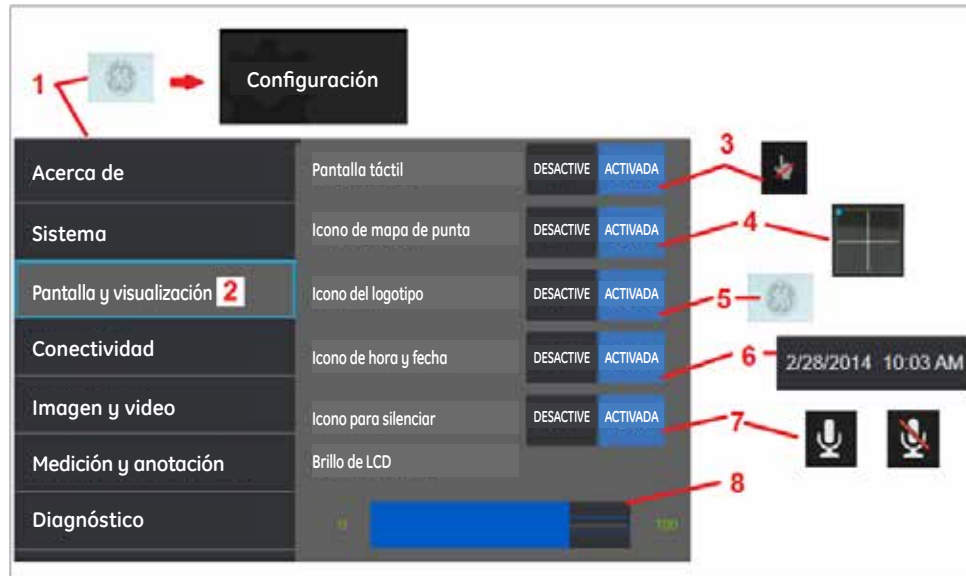 1
Configuración
Acerca de
Sistema
Pantalla y visualización 2
Conectividad
Imagen y video
Medición y anotación
Diagnóstico
Pantalla táctil DESACTIVE ACTIVADA 3
Icono de mapa de punta DESACTIVE ACTIVADA 4
Icono del logotipo DESACTIVE ACTIVADA 5
Icono de hora y fecha DESACTIVE ACTIVADA 6 2/28/2014 10:03 AM
Icono para silenciar DESACTIVE ACTIVADA 7
Brillo de LCD
8
0 100